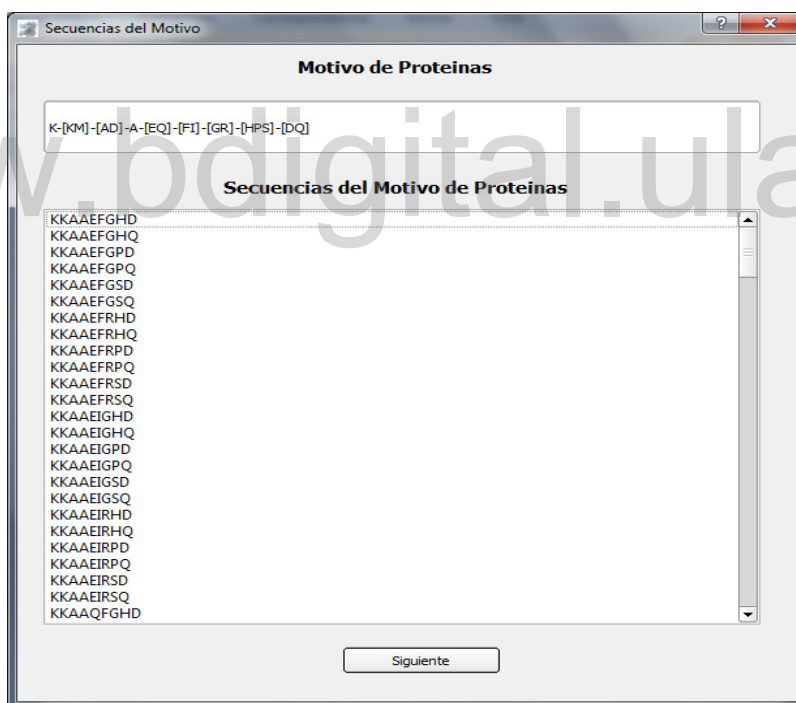 Secuencias del Motivo
Motivo de Proteinas
K-[KM]-[AD]-A-[EQ]-[FI]-[GR]-[HPS]-[DQ]
w.bdigital.ula
Secuencias del Motivo de Proteinas
KKAAEFGHD
KKAAEFGHQ
KKAAEFGPD
KKAAEFGPQ
KKAAEFGSD
KKAAEFGSQ
KKAAEFRHD
KKAAEFRHQ
KKAAEFRPD
KKAAEFRPQ
KKAAEFRSD
KKAAEFRSQ
KKAAEIGHD
KKAAEIGHQ
KKAAEIGPD
KKAAEIGPQ
KKAAEIGSD
KKAAEIGSQ
KKAAEIRHD
KKAAEIRHQ
KKAAEIRPD
KKAAEIRPQ
KKAAEIRSD
KKAAEIRSQ
KKAAQFGHD
Siguiente